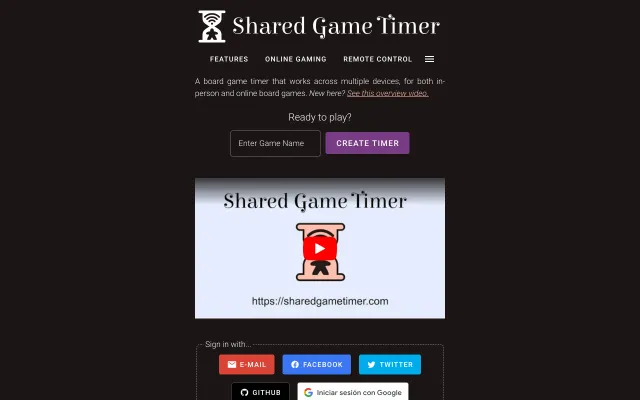 Shared Game Timer
FEATURES
ONLINE GAMING
REMOTE CONTROL
A board game timer that works across multiple devices, for both in-
person and online board games. New here? See this overview video.
Ready to play?
Enter Game Name
CREATE TIMER
Shared Game Timer
https://sharedgametimer.com
Sign in with...
E-MAIL
FACEBOOK
TWITTER
GITHUB
Iniciar sesión con Google